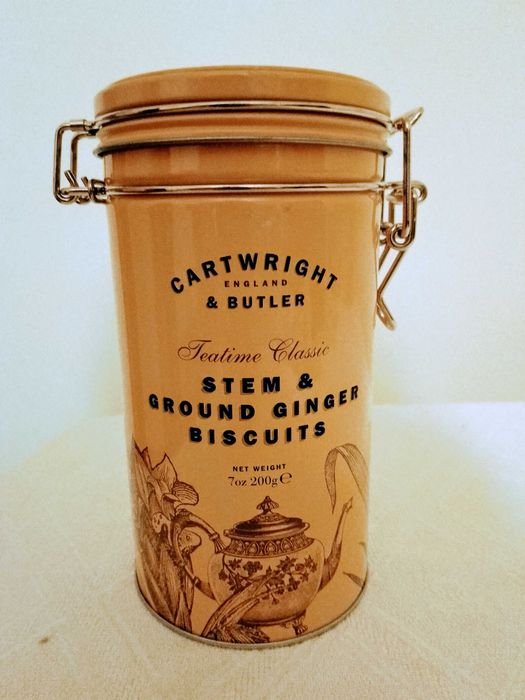 CARTWRIGHT
ENGLAND
& BUTLER
Teatime Classic
STEM &
GROUND GINGER
BISCUITS
NET WEIGHT
7oz 200g℮